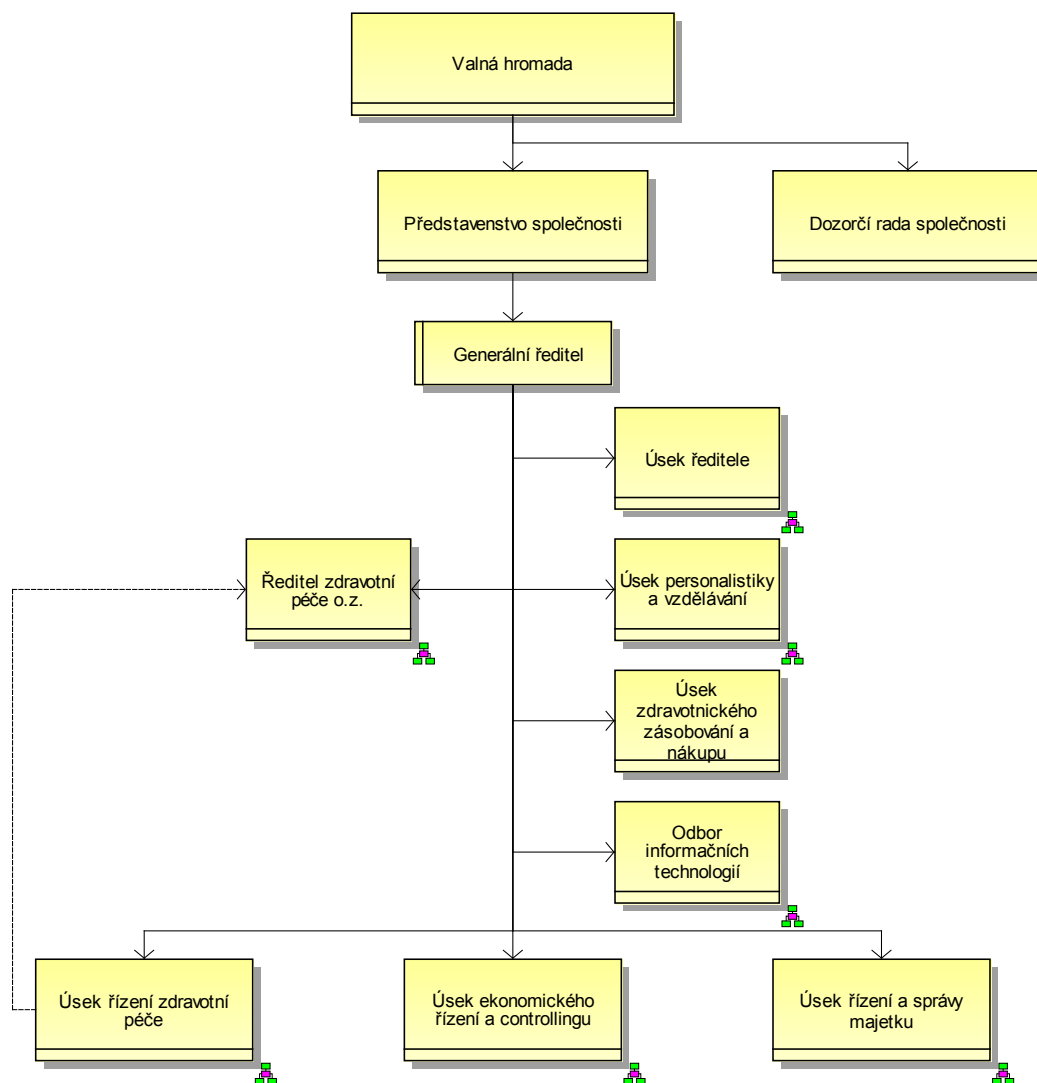 Valná hromada
Představenstvo společnosti
Dozorčí rada společnosti
Generální ředitel
Úsek ředitele
Ředitel zdravotní
péče o.z.
Úsek personalistiky
a vzdělávání
Úsek
zdravotnického
zásobování a
nákupu
Odbor
informačních
technologií
Úsek řízení zdravotní
péče
Úsek ekonomického
řízení a controllingu
Úsek řízení a správy
majetku